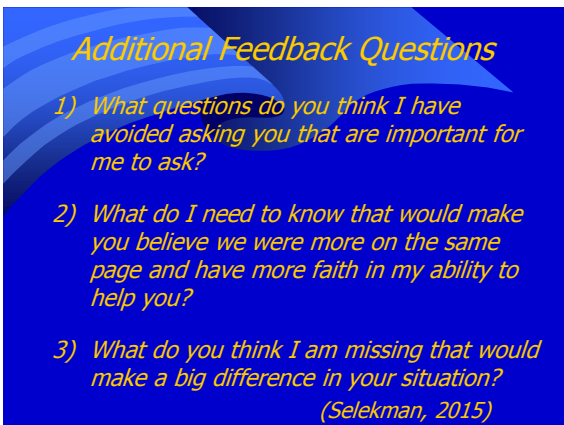 Additional Feedback Questions
1) What questions do you think I have
avoided asking you that are important for
me to ask?
2) What do I need to know that would make
you believe we were more on the same
page and have more faith in my ability to
help you?
3) What do you think I am missing that would
make a big difference in your situation?
(Selekman, 2015)